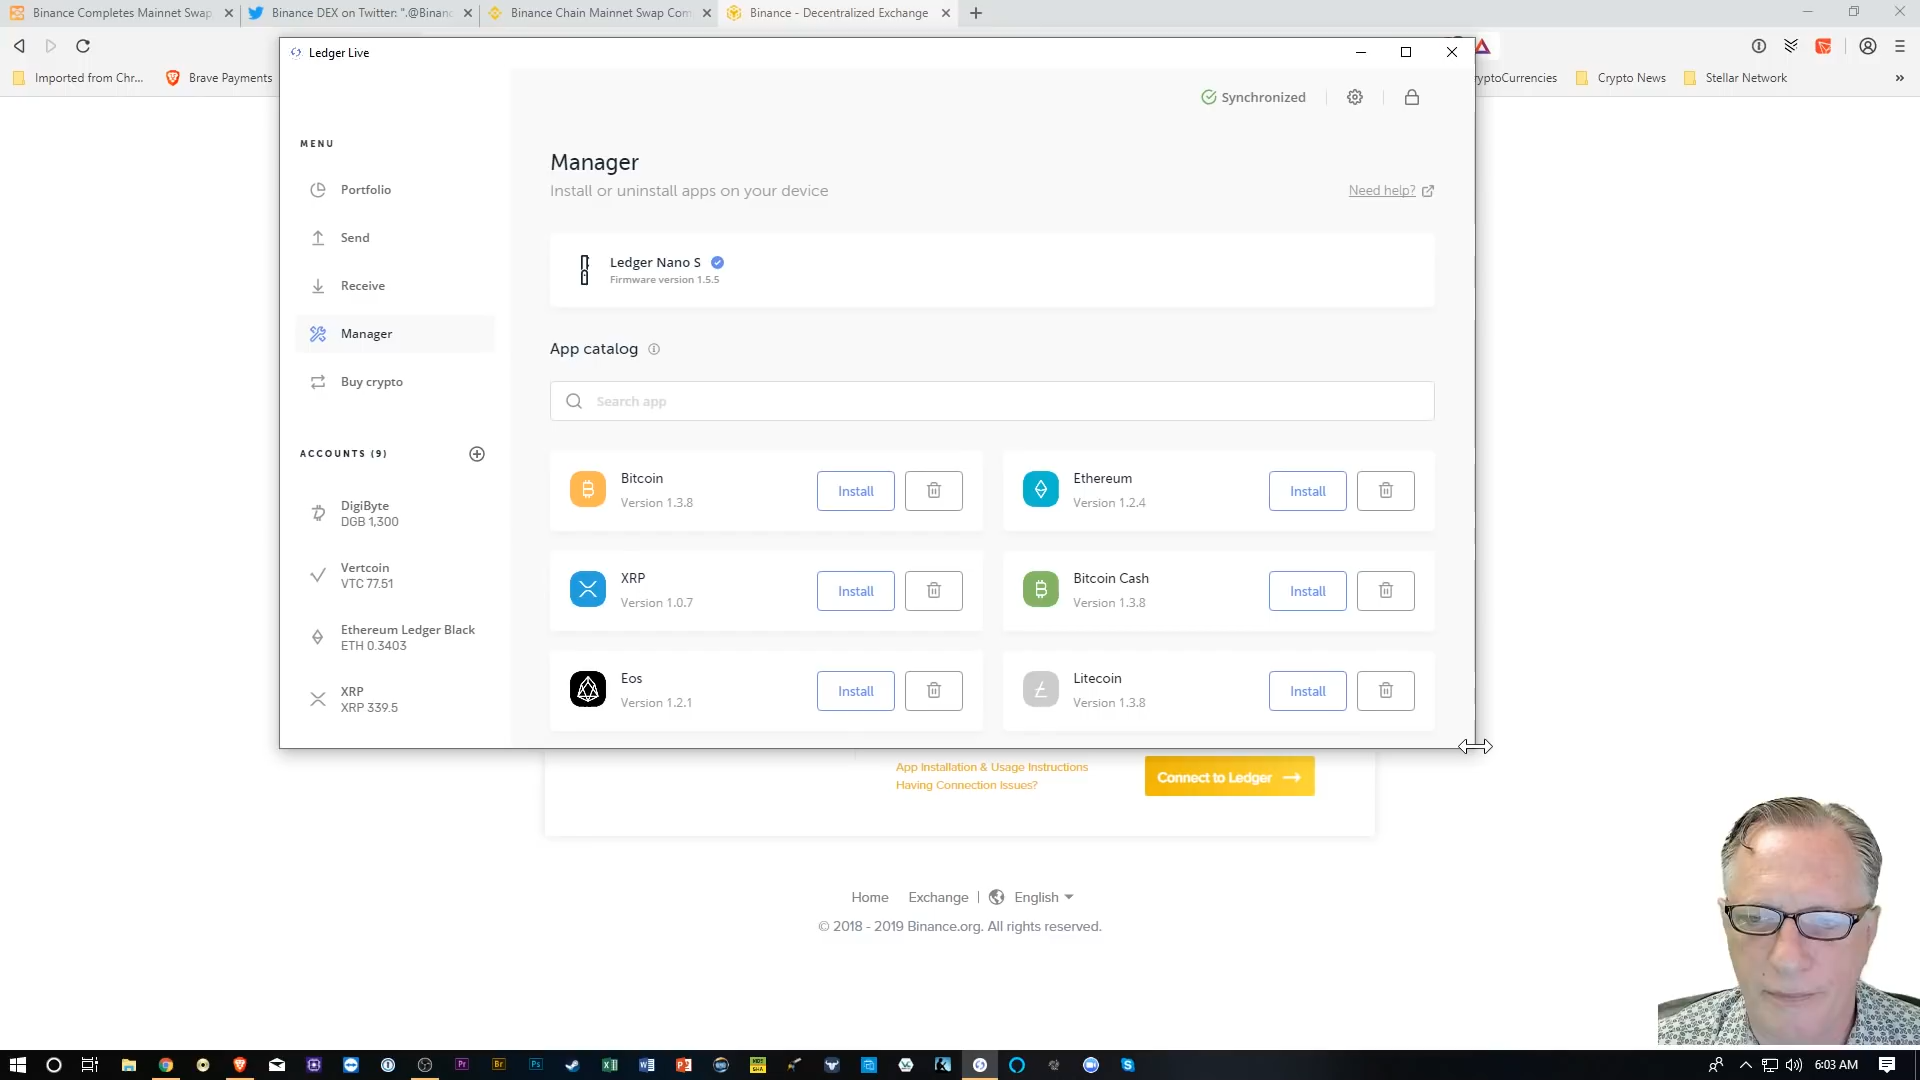 Binance Completes Mainnet Swap
Binance DEX on Twitter: ".@Binan
Binance Chain Mainnet Swap Com
Binance - Decentralized Exchange
Imported from Chr...
Brave Payments
ryptoCurrencies
Crypto News
Stellar Network
»
Ledger Live
Synchronized
MENU
Portfolio
Send
Receive
Manager
Buy crypto
ACCOUNTS (9)
DigiByte
DGB 1,300
Vertcoin
VTC 77.51
Ethereum Ledger Black
ETH 0.3403
XRP
XRP 339.5
Manager
Install or uninstall apps on your device
Need help?
Ledger Nano S
Firmware version 1.5.5
App catalog
Search app
Bitcoin
Version 1.3.8
Install
Ethereum
Version 1.2.4
Install
XRP
Version 1.0.7
Install
Bitcoin Cash
Version 1.3.8
Install
Eos
Version 1.2.1
Install
Litecoin
Version 1.3.8
Install
App Installation & Usage Instructions
Having Connection Issues?
Connect to Ledger
Home Exchange | English
© 2018 - 2019 Binance.org. All rights reserved.
Pr
Br
Ps
6:03 AM